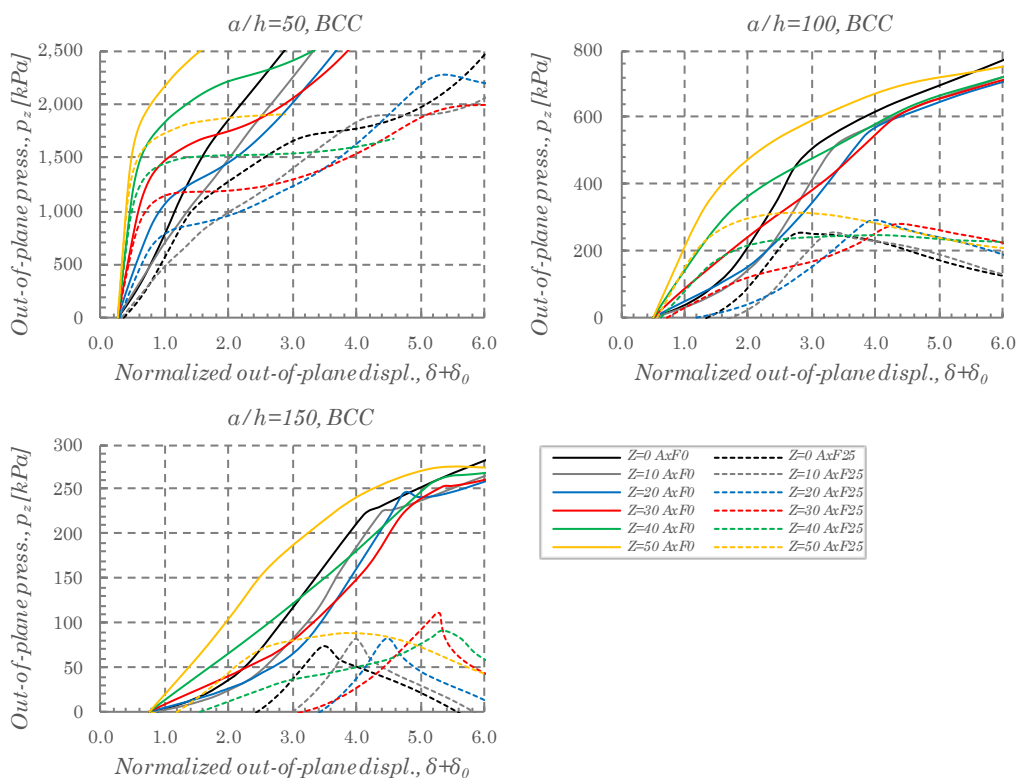 a/h=50, BCC
Out-of-plane press., p_z [kPa]
2,500
2,000
1,500
1,000
500
0
0.0 1.0 2.0 3.0 4.0 5.0 6.0
Normalized out-of-plane displ., δ+δ_0
a/h=100, BCC
Out-of-plane press., p_z [kPa]
800
600
400
200
0
0.0 1.0 2.0 3.0 4.0 5.0 6.0
Normalized out-of-plane displ., δ+δ_0
a/h=150, BCC
Out-of-plane press., p_z [kPa]
300
250
200
150
100
50
0
0.0 1.0 2.0 3.0 4.0 5.0 6.0
Normalized out-of-plane displ., δ+δ_0
Z=0 AxF0 Z=0 AxF25
Z=10 AxF0 Z=10 AxF25
Z=20 AxF0 Z=20 AxF25
Z=30 AxF0 Z=30 AxF25
Z=40 AxF0 Z=40 AxF25
Z=50 AxF0 Z=50 AxF25